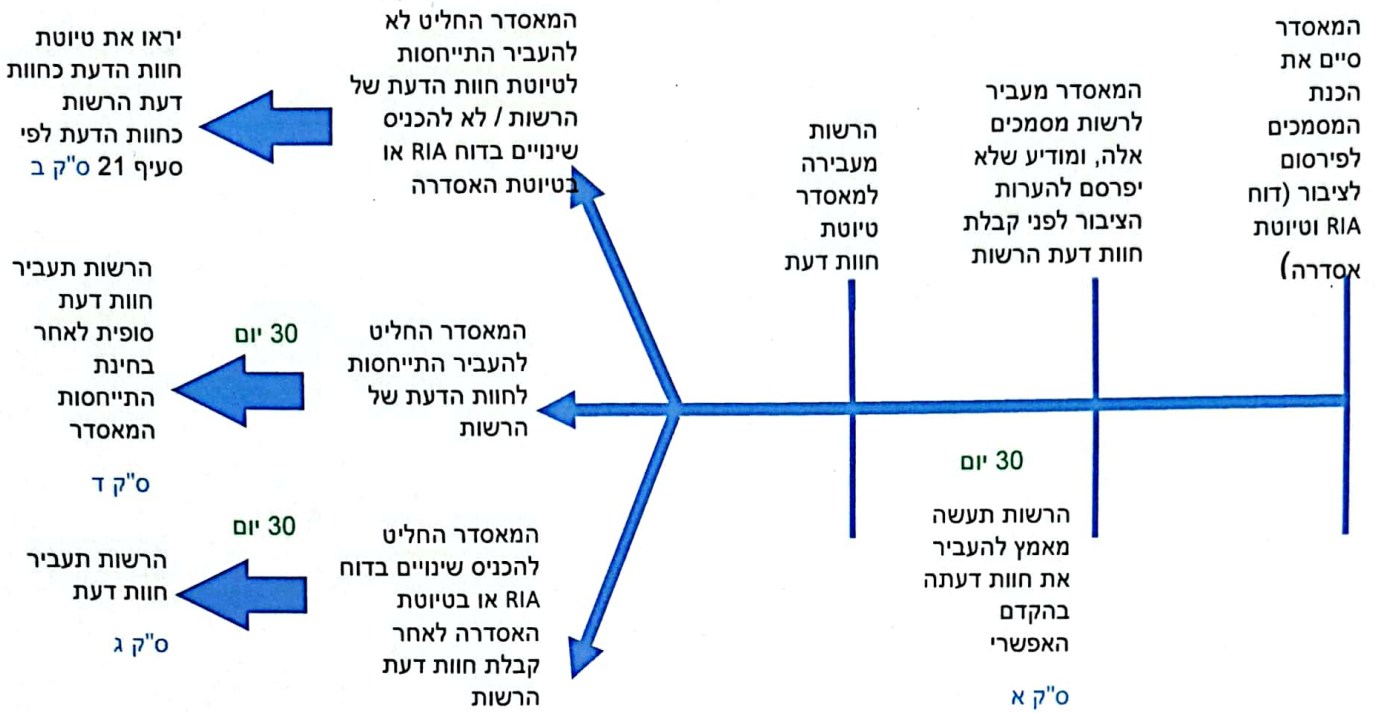 המאסדר
סיים את
הכנת
המסמכים
לפירסום
לציבור (דוח
RIA וטיוטת
אסדרה)
המאסדר מעביר
לרשות מסמכים
אלה, ומודיע שלא
יפרסם להערות
הציבור לפני קבלת
חוות דעת הרשות
30 יום
הרשות תעשה
מאמץ להעביר
את חוות דעתה
בהקדם
האפשרי
ס"ק א
הרשות
מעבירה
למאסדר
טיוטת
חוות דעת
המאסדר החליט לא
להעביר התייחסות
לטיוטת חוות הדעת של
הרשות / לא להכניס
שינויים בדוח RIA או
בטיוטת האסדרה
יראו את טיוטת
חוות הדעת כחוות
דעת הרשות
כחוות הדעת לפי
סעיף 21 ס"ק ב
המאסדר החליט
להעביר התייחסות
לחוות הדעת של
הרשות
30 יום
הרשות תעביר
חוות דעת
סופית לאחר
בחינת
התייחסות
המאסדר
ס"ק ד
המאסדר החליט
להכניס שינויים בדוח
RIA או בטיוטת
האסדרה לאחר
קבלת חוות דעת
הרשות
30 יום
הרשות תעביר
חוות דעת
ס"ק ג